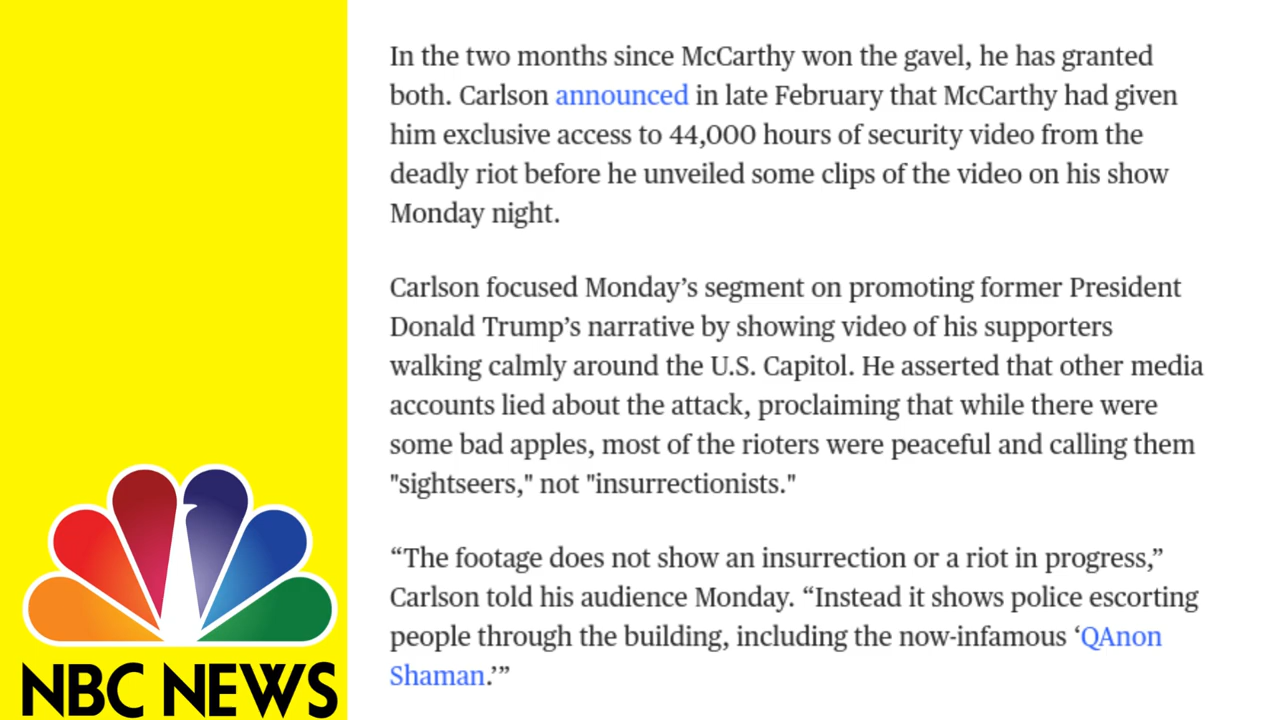 In the two months since McCarthy won the gavel, he has granted
both. Carlson announced in late February that McCarthy had given
him exclusive access to 44,000 hours of security video from the
deadly riot before he unveiled some clips of the video on his show
Monday night.
Carlson focused Monday’s segment on promoting former President
Donald Trump’s narrative by showing video of his supporters
walking calmly around the U.S. Capitol. He asserted that other media
accounts lied about the attack, proclaiming that while there were
some bad apples, most of the rioters were peaceful and calling them
"sightseers," not "insurrectionists."
“The footage does not show an insurrection or a riot in progress,”
Carlson told his audience Monday. “Instead it shows police escorting
people through the building, including the now-infamous ‘QAnon
Shaman.’”
NBC NEWS